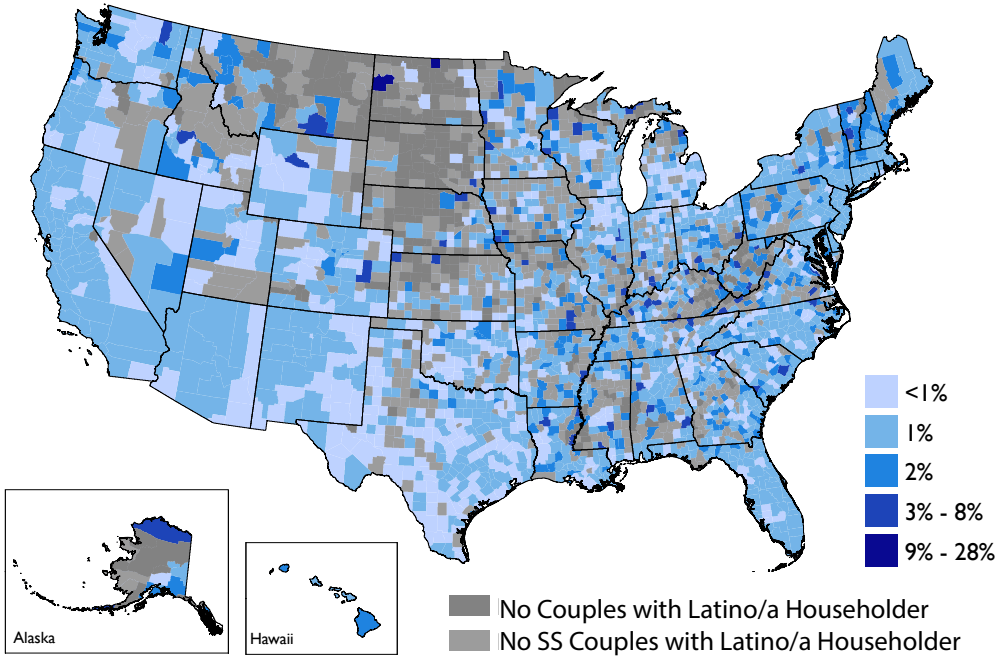 <1%
1%
2%
3% - 8%
9% - 28%
Alaska
Hawaii
No Couples with Latino/a Householder
No SS Couples with Latino/a Householder